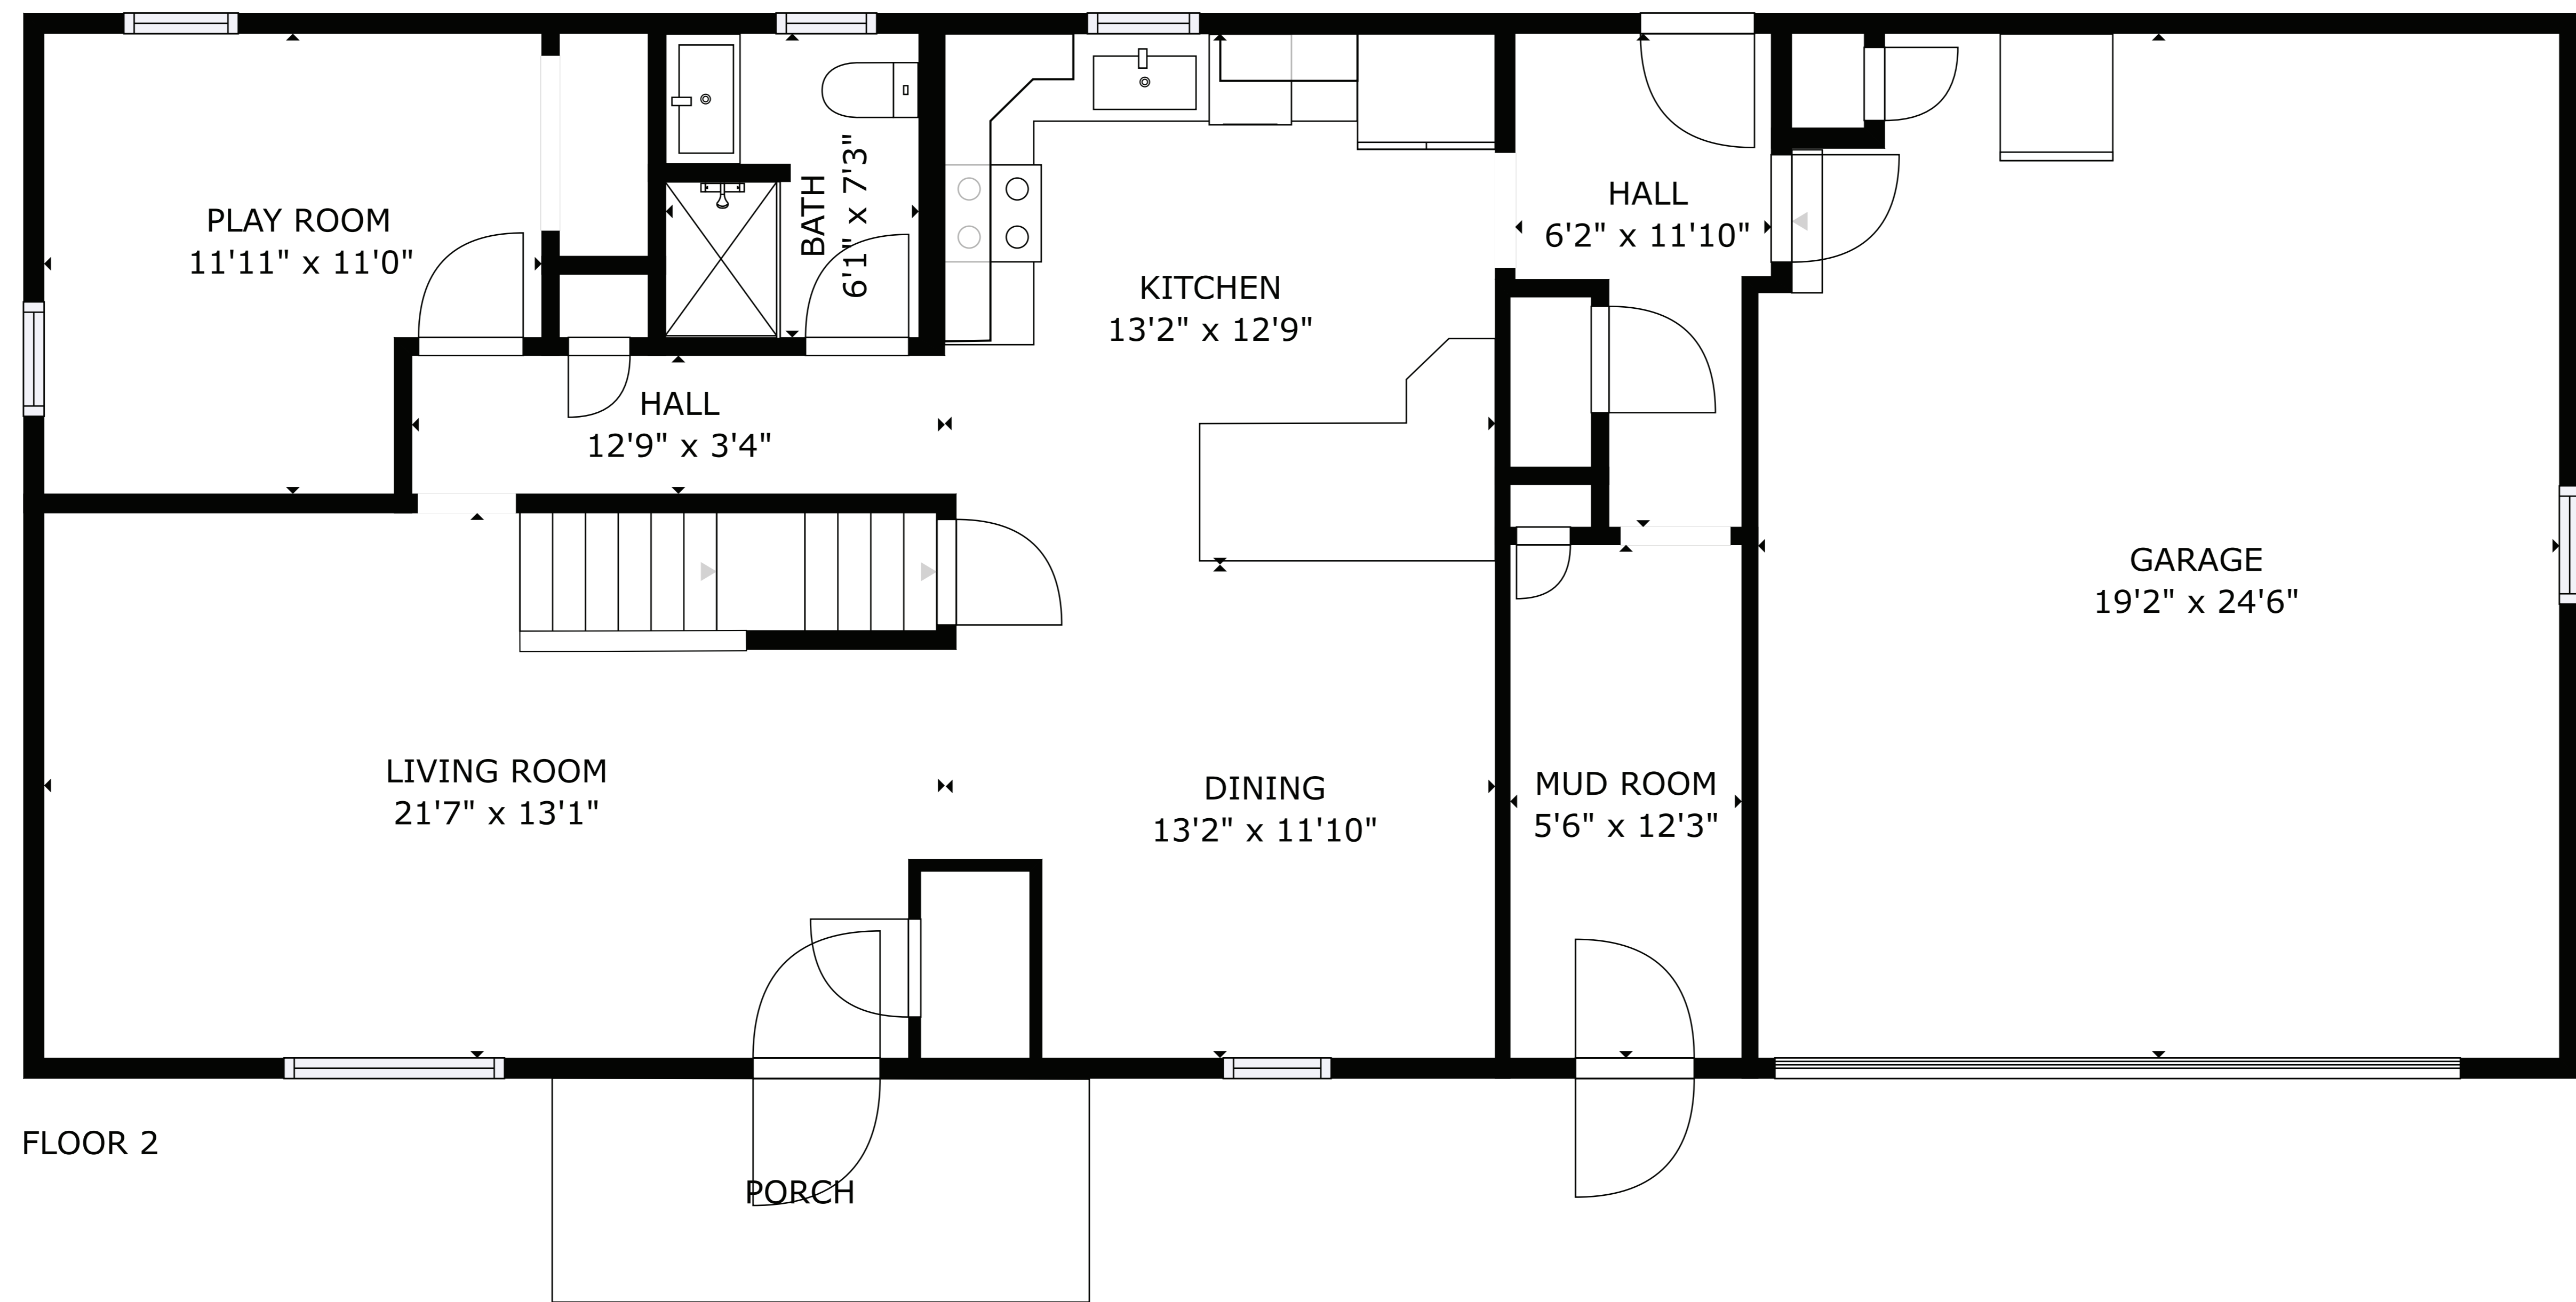 PLAY ROOM
11'11" x 11'0"
BATH
6'1" x 7'3"
HALL
12'9" x 3'4"
KITCHEN
13'2" x 12'9"
HALL
6'2" x 11'10"
GARAGE
19'2" x 24'6"
LIVING ROOM
21'7" x 13'1"
DINING
13'2" x 11'10"
MUD ROOM
5'6" x 12'3"
FLOOR 2
PORCH